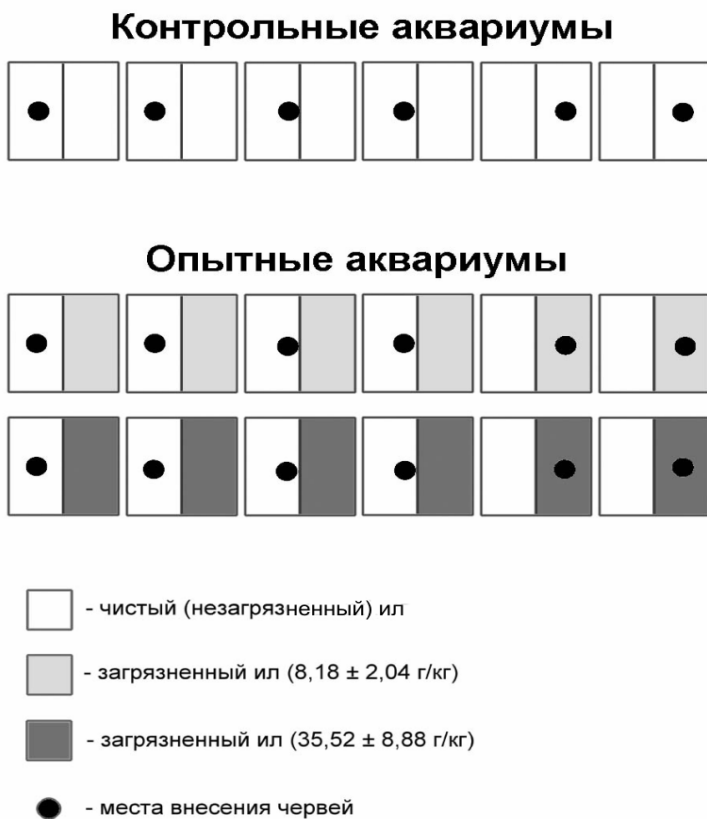 Контрольные аквариумы
Опытные аквариумы
- чистый (незагрязненный) ил
- загрязненный ил (8,18 ± 2,04 г/кг)
- загрязненный ил (35,52 ± 8,88 г/кг)
- места внесения червей